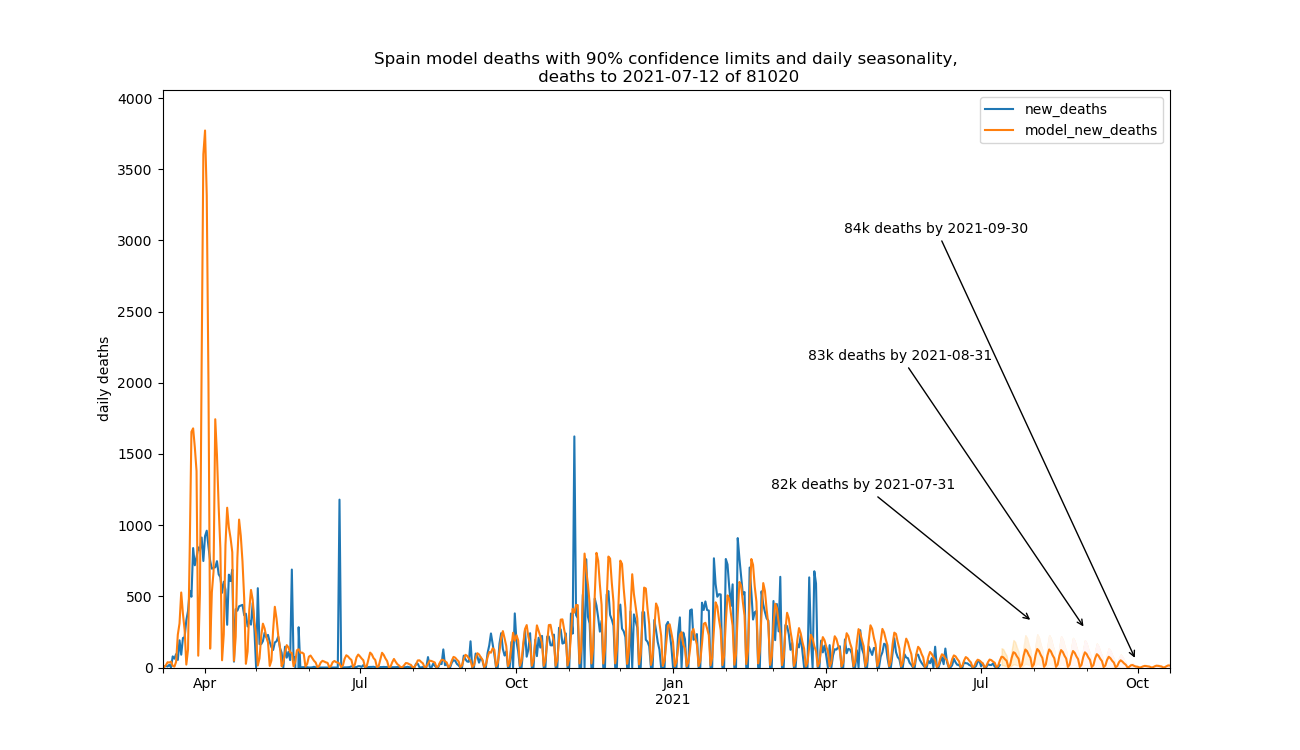 Spain model deaths with 90% confidence limits and daily seasonality,
deaths to 2021-07-12 of 81020
new_deaths
model_new_deaths
daily deaths
4000
3500
3000
2500
2000
1500
1000
500
0
84k deaths by 2021-09-30
83k deaths by 2021-08-31
82k deaths by 2021-07-31
Apr
Jul
Oct
Jan
2021
Apr
Jul
Oct